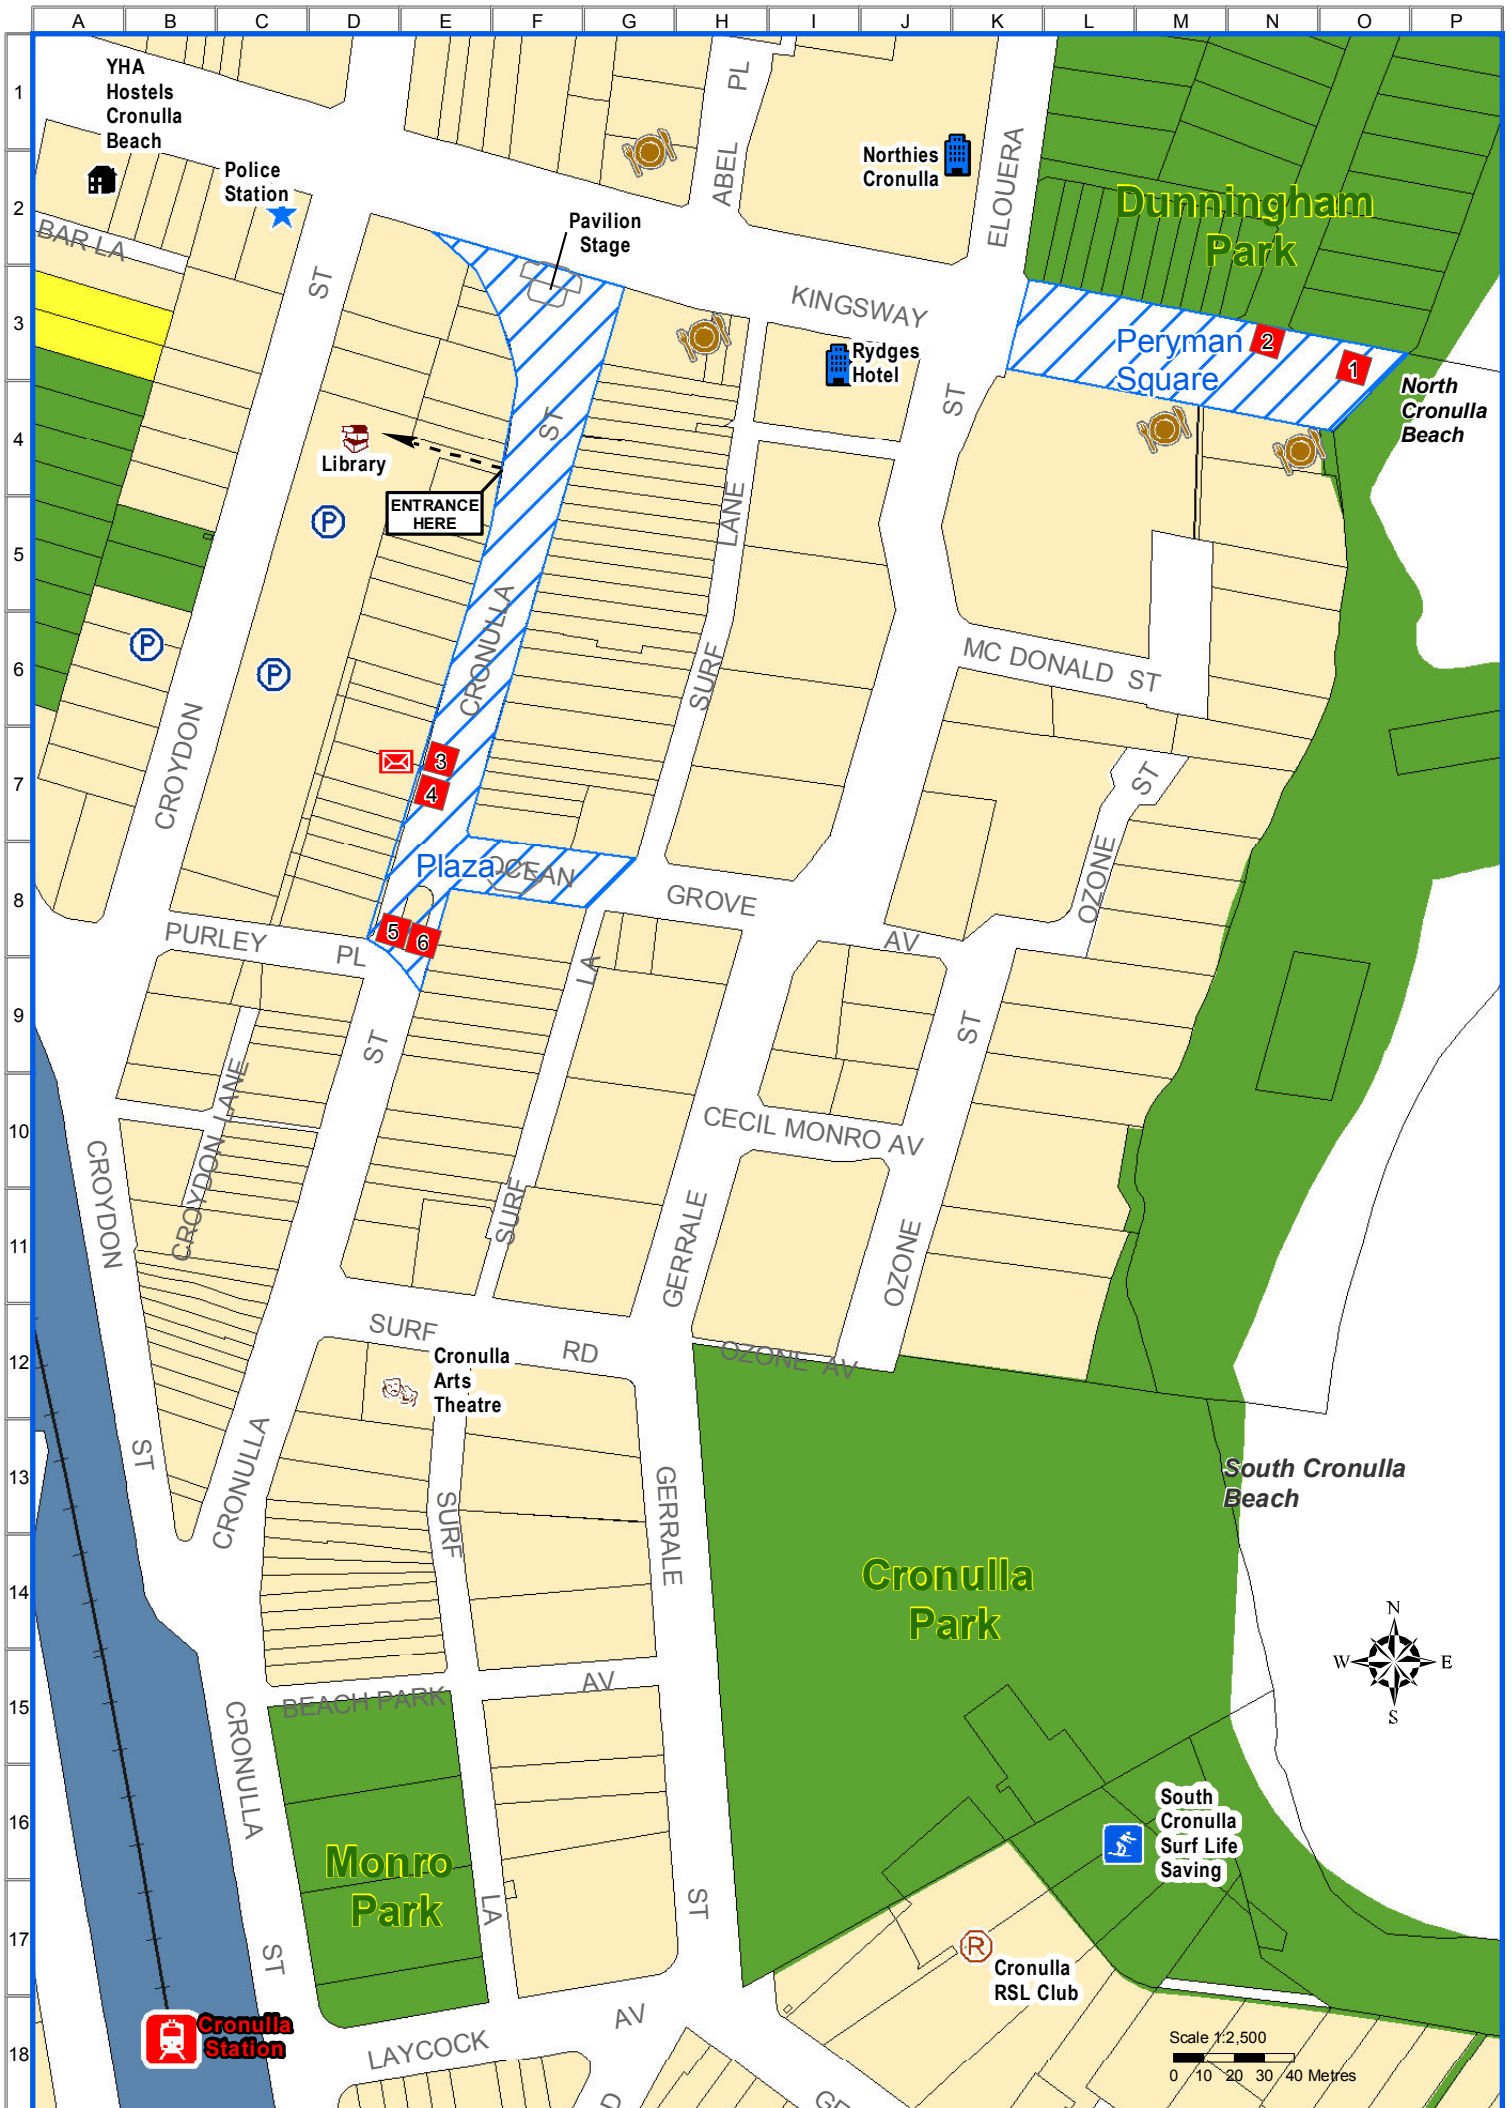 A B C D E F G H I J K L M N O P
1
2
3
4
5
6
7
8
9
10
11
12
13
14
15
16
17
18
YHA
Hostels
Cronulla
Beach
Police
Station
BAR LA
ST
Pavilion
Stage
ABEL PL
Northies
Cronulla
ELOUERA
ST
Dunningham
Park
KINGSWAY
Rydges
Hotel
Peryman
Square
2
1
North
Cronulla
Beach
Library
ENTRANCE
HERE
P
P
P
CRONULLA ST
SURF LANE
MC DONALD ST
CROYDON
3
4
Plaza
OCEAN
GROVE
AV
OZONE ST
5
6
PURLEY
PL
ST
LA
SURF
ST
CROYDON LANE
CECIL MONRO AV
CROYDON
ST
GERRALE
OZONE
SURF
RD
OZONE AV
Cronulla
Arts
Theatre
CRONULLA
SURF
GERRALE
South Cronulla
Beach
Cronulla
Park
N
W E
S
BEACH PARK
AV
CRONULLA
ST
Monro
Park
LA
ST
South
Cronulla
Surf Life
Saving
R
Cronulla
RSL Club
Cronulla
Station
LAYCOCK
AV
Scale 1:2,500
0 10 20 30 40 Metres